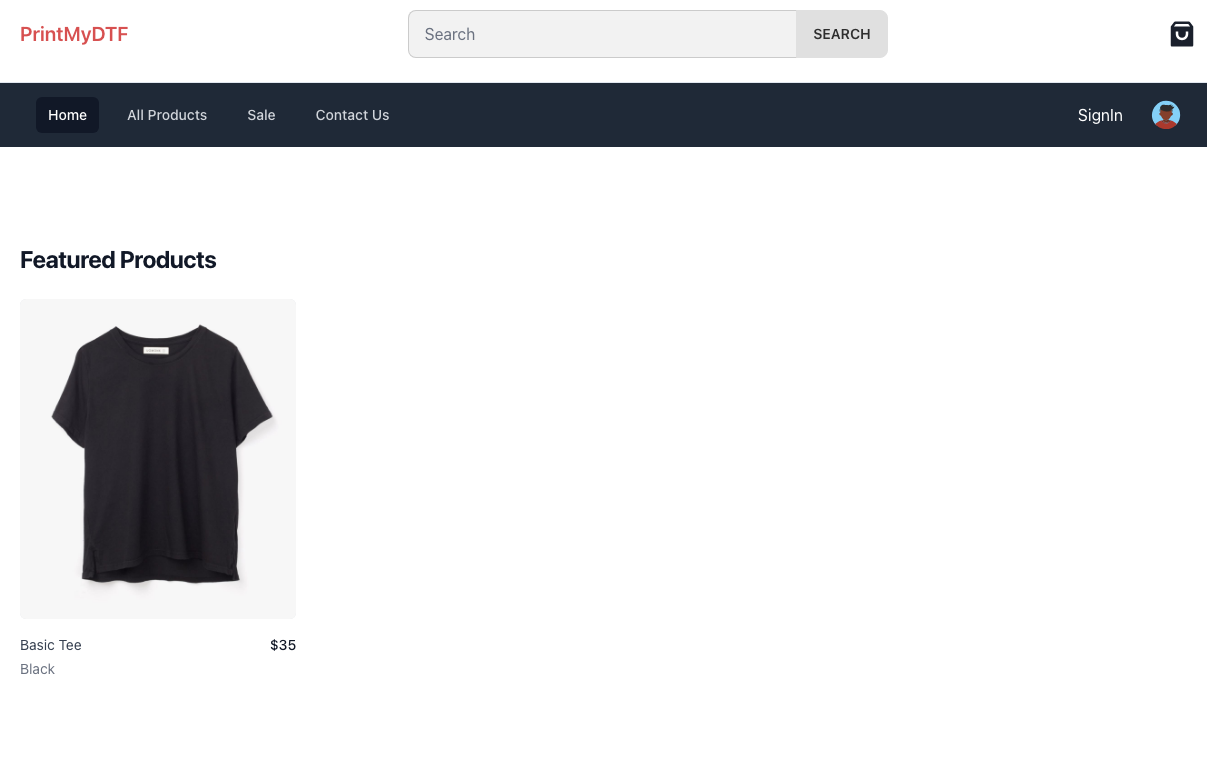 PrintMyDTF
Search
SEARCH
Home
All Products
Sale
Contact Us
SignIn
Featured Products
Basic Tee
$35
Black